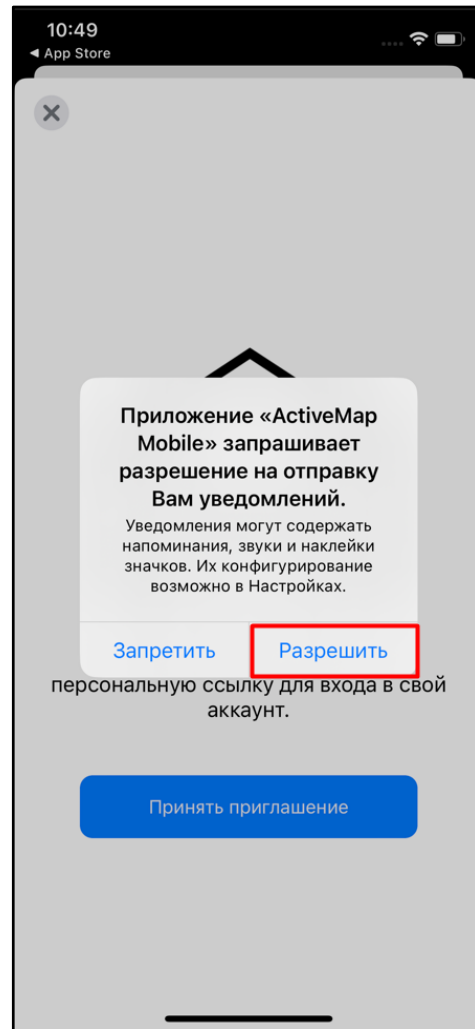 10:49
◀ App Store
Приложение «ActiveMap
Mobile» запрашивает
разрешение на отправку
Вам уведомлений.
Уведомления могут содержать
напоминания, звуки и наклейки
значков. Их конфигурирование
возможно в Настройках.
Запретить Разрешить
персональную ссылку для входа в свой
аккаунт.
Принять приглашение